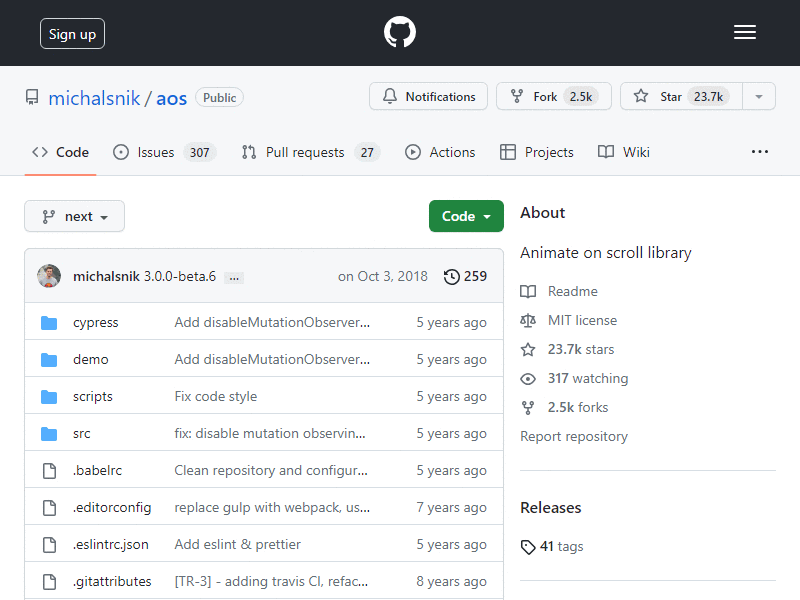 Sign up
michalsnik / aos Public
Notifications
Fork 2.5k
Star 23.7k
Code
Issues 307
Pull requests 27
Actions
Projects
Wiki
next
Code
michalsnik 3.0.0-beta.6 ... on Oct 3, 2018 259
cypress Add disableMutationObserver... 5 years ago
demo Add disableMutationObserver... 5 years ago
scripts Fix code style 5 years ago
src fix: disable mutation observin... 5 years ago
.babelrc Clean repository and configur... 5 years ago
.editorconfig replace gulp with webpack, us... 7 years ago
.eslintrc.json Add eslint & prettier 5 years ago
.gitattributes [TR-3] - adding travis CI, refac... 8 years ago
About
Animate on scroll library
Readme
MIT license
23.7k stars
317 watching
2.5k forks
Report repository
Releases
41 tags